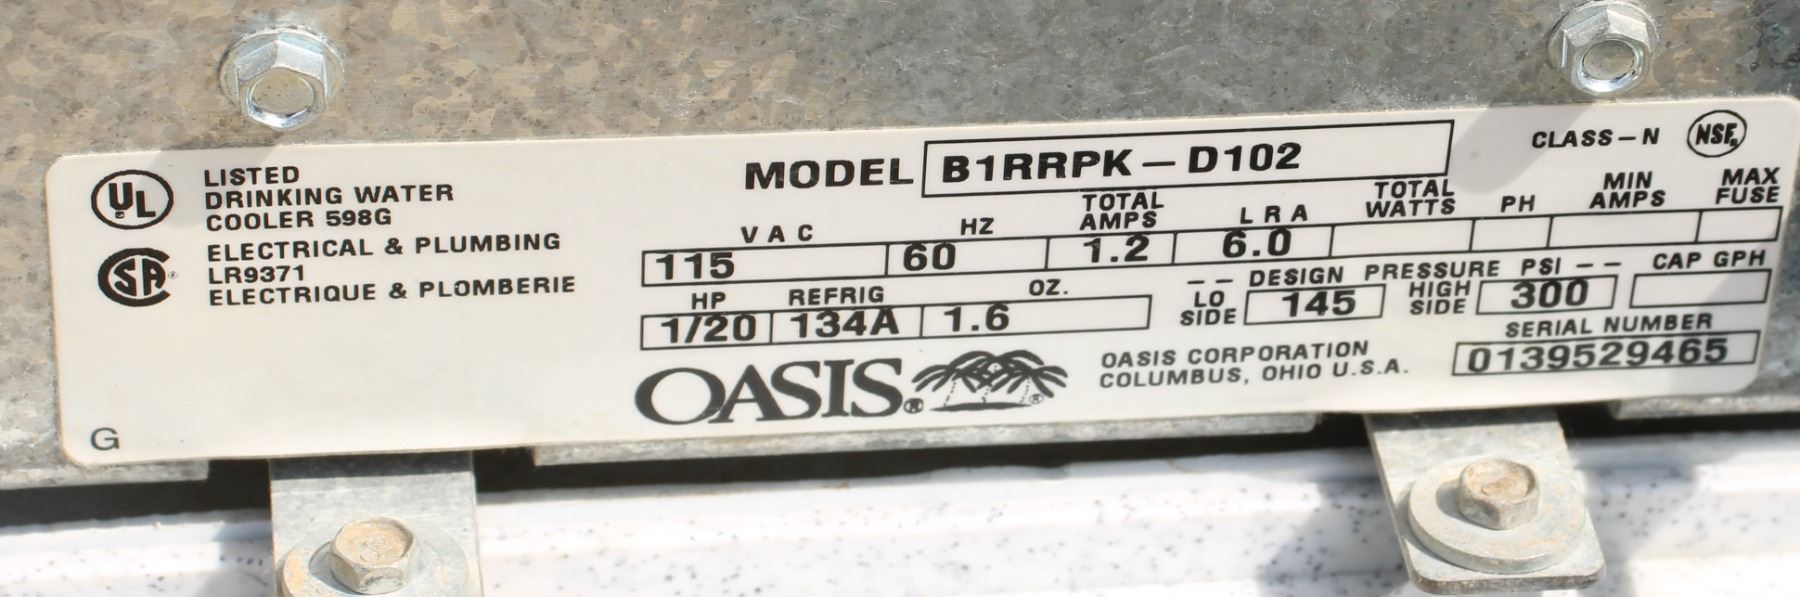 UL
LISTED
DRINKING WATER
COOLER 598G
SA
ELECTRICAL & PLUMBING
LR9371
ELECTRIQUE & PLOMBERIE
G
MODEL B1RRPK – D102
CLASS – N NSF®
VAC HZ TOTAL AMPS LRA TOTAL WATTS PH MIN AMPS MAX FUSE
115 60 1.2 6.0
HP REFRIG OZ. – – DESIGN PRESSURE PSI – – CAP GPH
1/20 134A 1.6 LO SIDE 145 HIGH SIDE 300
SERIAL NUMBER
0139529465
OASIS® ®
OASIS CORPORATION
COLUMBUS, OHIO U.S.A.